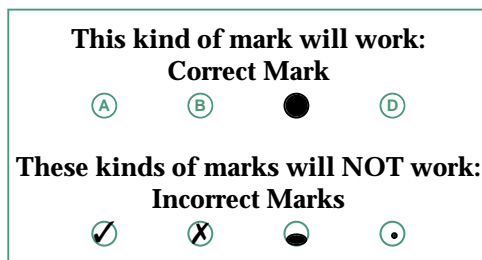 This kind of mark will work:
Correct Mark
A B D
These kinds of marks will NOT work:
Incorrect Marks